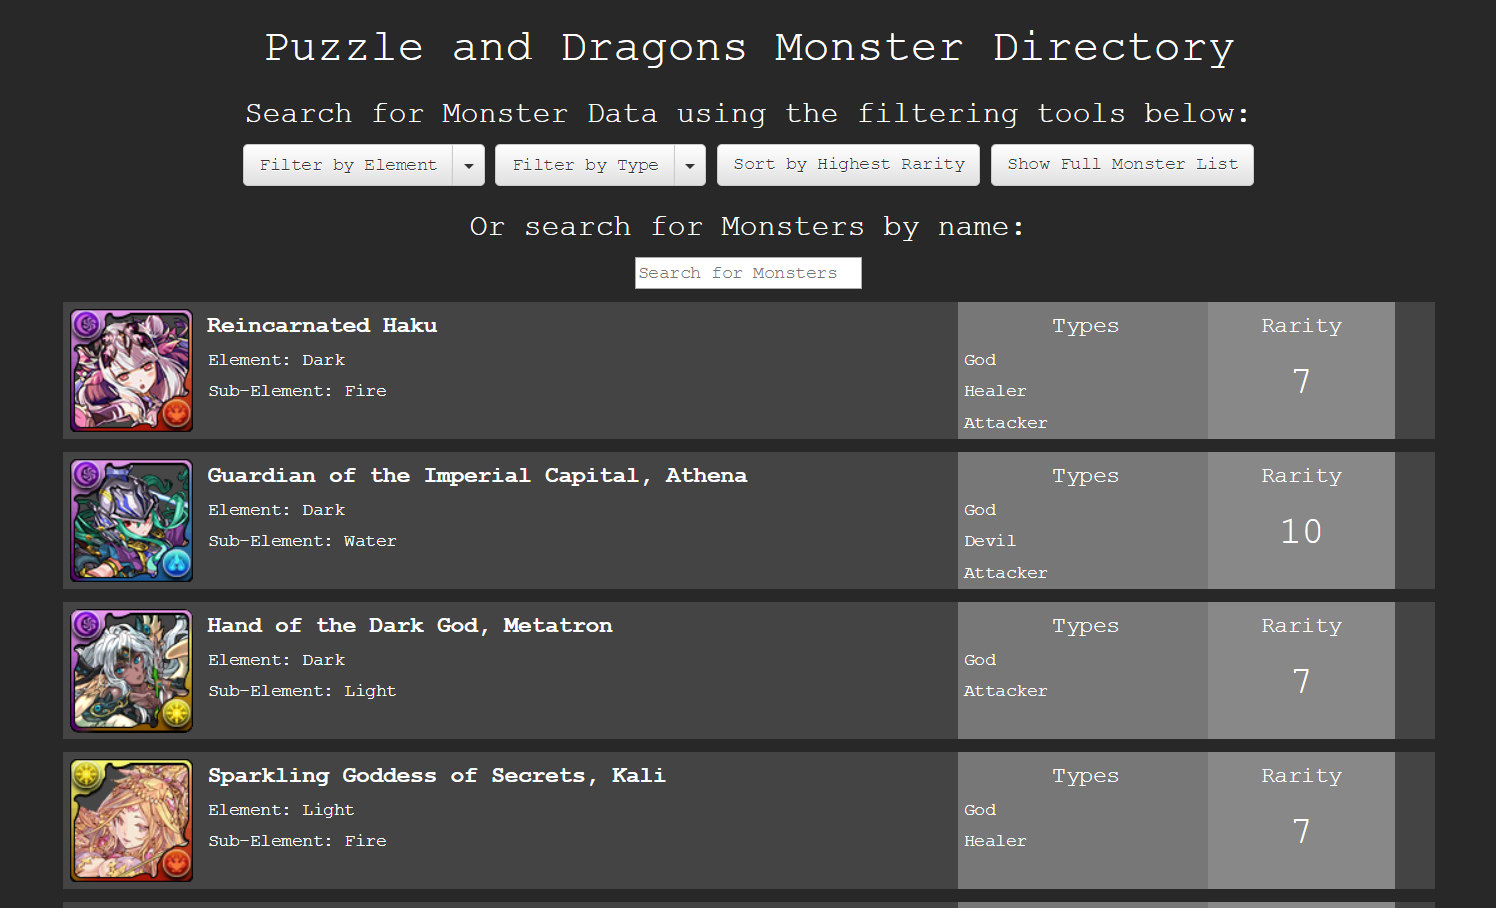 Puzzle and Dragons Monster Directory
Search for Monster Data using the filtering tools below:
Filter by Element
Filter by Type
Sort by Highest Rarity
Show Full Monster List
Or search for Monsters by name:
Search for Monsters
Reincarnated Haku
Element: Dark
Sub-Element: Fire
Types
God
Healer
Attacker
Rarity
7
Guardian of the Imperial Capital, Athena
Element: Dark
Sub-Element: Water
Types
God
Devil
Attacker
Rarity
10
Hand of the Dark God, Metatron
Element: Dark
Sub-Element: Light
Types
God
Attacker
Rarity
7
Sparkling Goddess of Secrets, Kali
Element: Light
Sub-Element: Fire
Types
God
Healer
Rarity
7